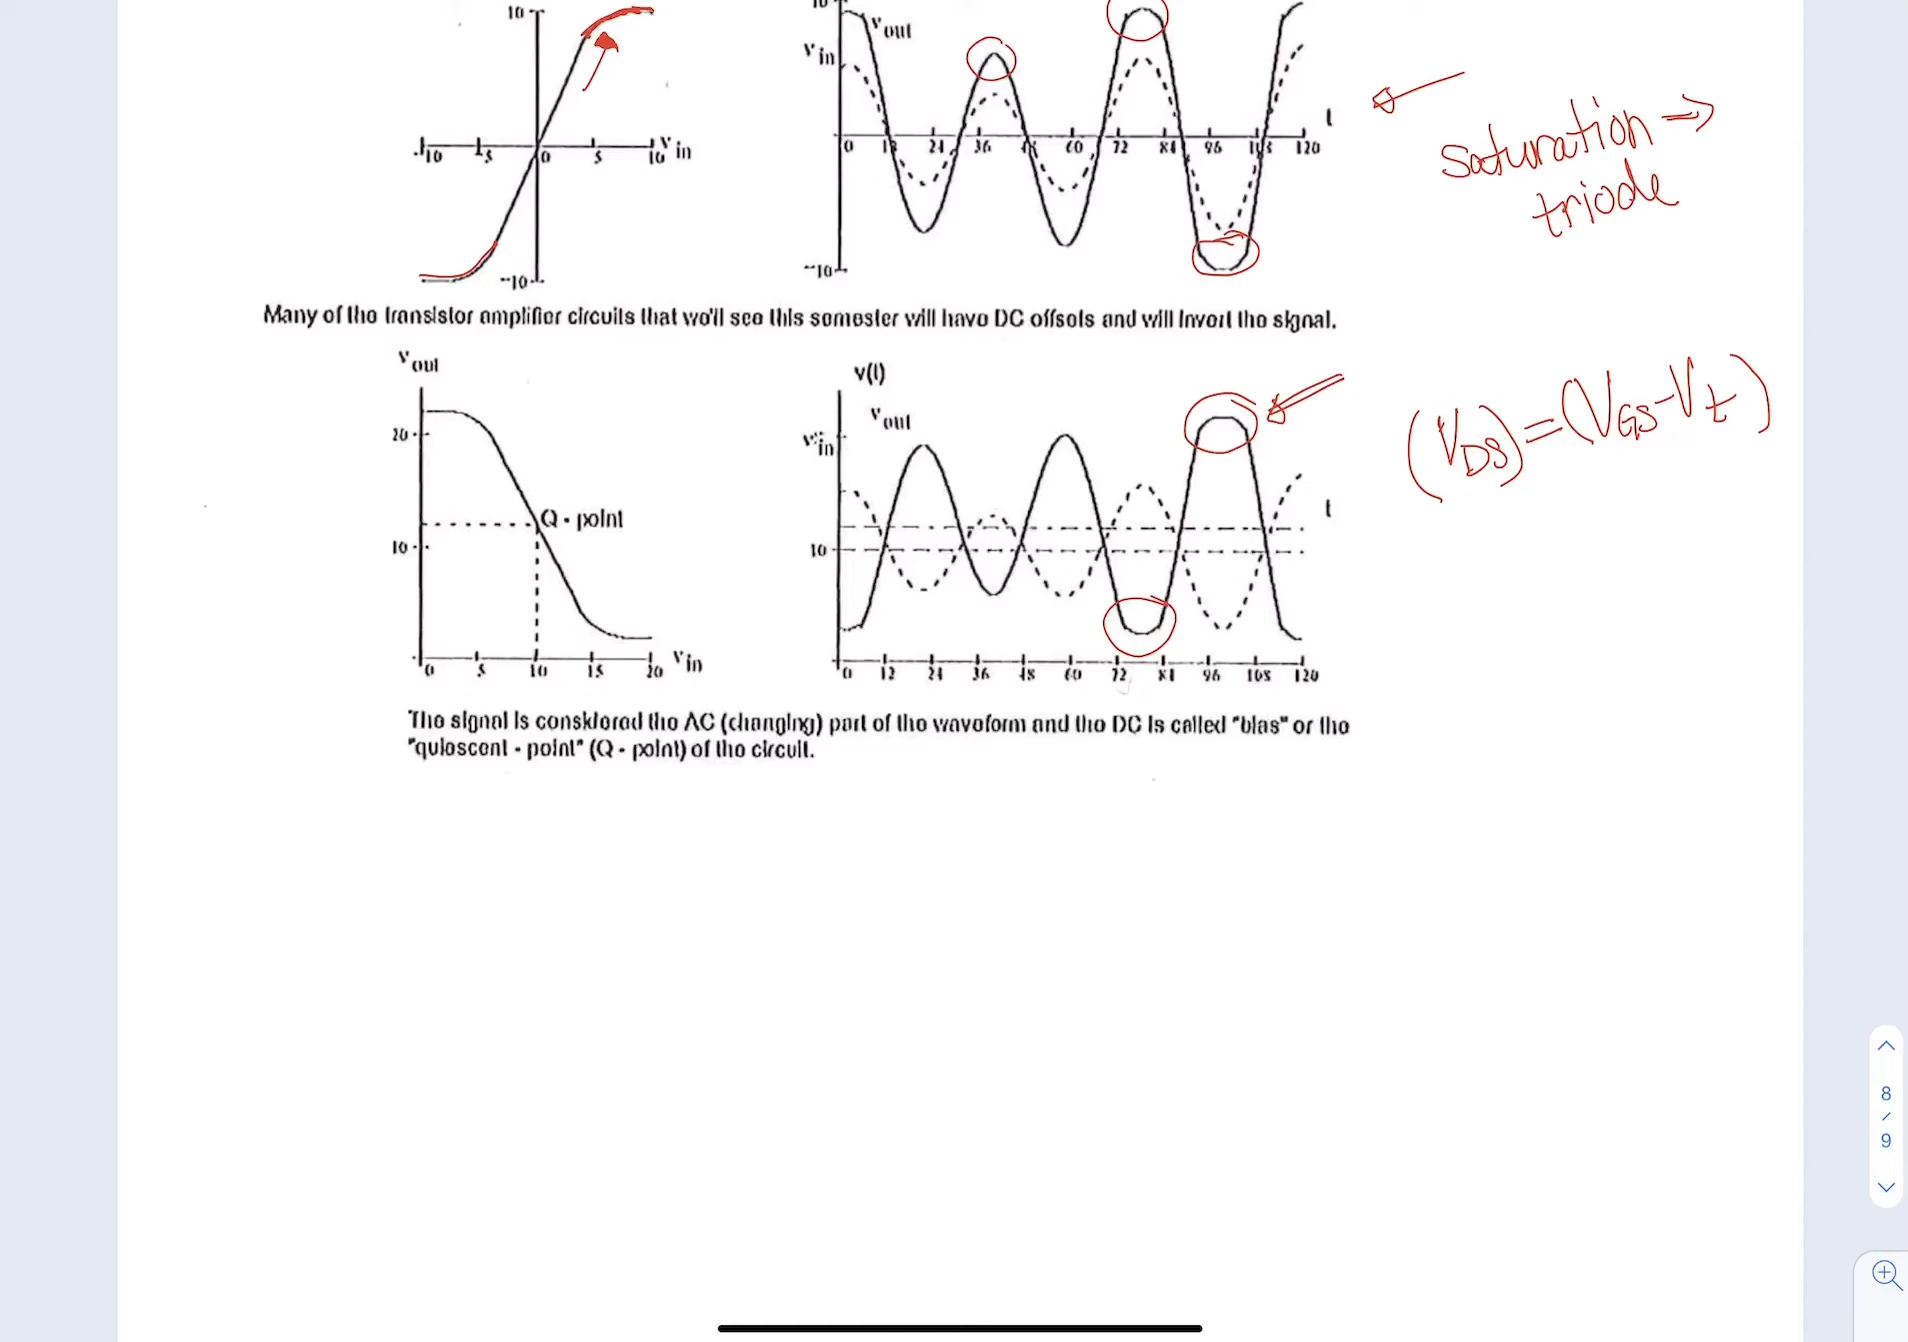 10
10
Vout
Vin
-10 -5 0 5 10 Vin
0 12 24 36 48 60 72 84 96 108 120
t
-10
-10
saturation ⇒
triode
Many of the transistor amplifier circuits that we'll see this semester will have DC offsets and will invert the signal.
Vout
v(t)
Vout
20
Vin
(VDS)=(VGS-Vt)
Q - point
t
10
10
0 5 10 15 20 Vin
0 12 24 36 48 60 72 84 96 108 120
The signal is considered the AC (changing) part of the waveform and the DC is called "bias" or the
"quiescent - point" (Q - point) of the circuit.
8
/
9